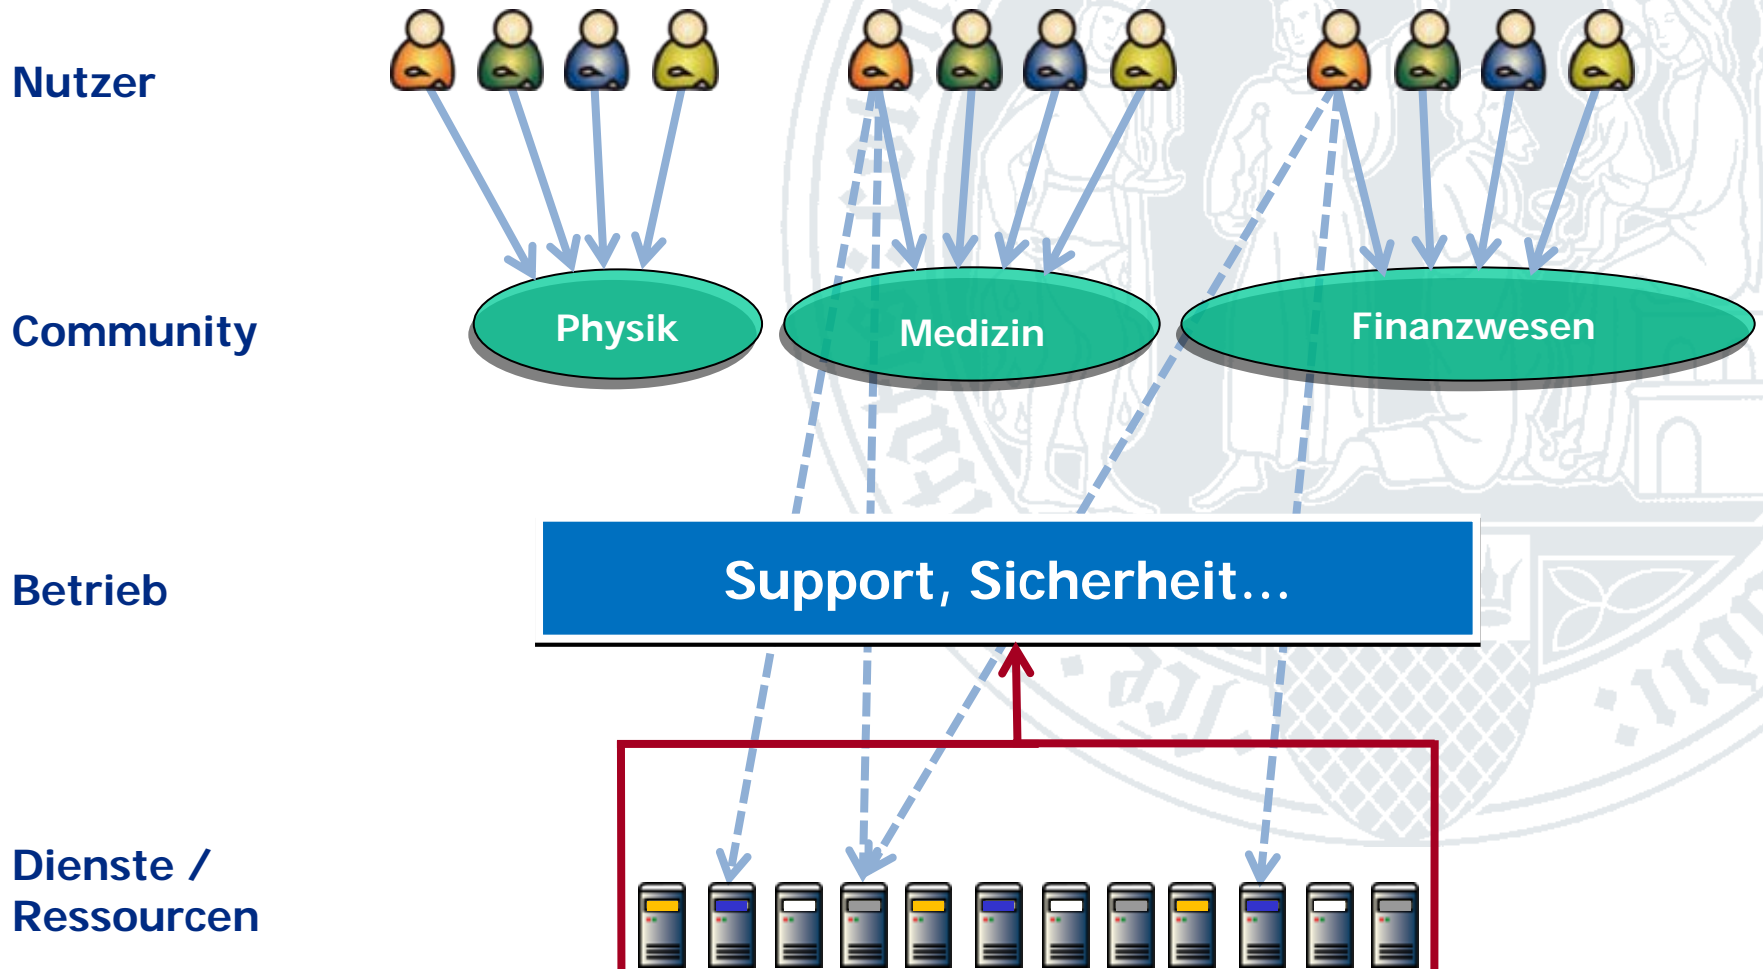 Nutzer
Community
Physik
Medizin
Finanzwesen
Betrieb
Support, Sicherheit...
Dienste /
Ressourcen